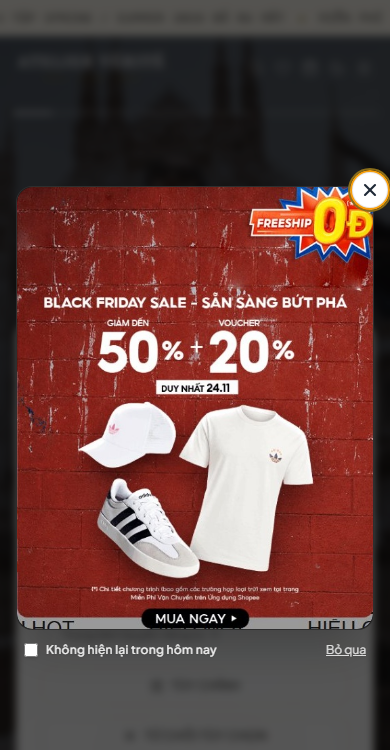 FREESHIP 0Đ
BLACK FRIDAY SALE - SẴN SÀNG BỨT PHÁ
GIẢM ĐẾN VOUCHER
50% + 20%
DUY NHẤT 24.11
(*) Chi tiết chương trình (bao gồm các trường hợp loại trừ) xem tại trang
Miễn Phí Vận Chuyển trên Ứng dụng Shopee
MUA NGAY
HOT
Không hiện lại trong hôm nay
Bỏ qua